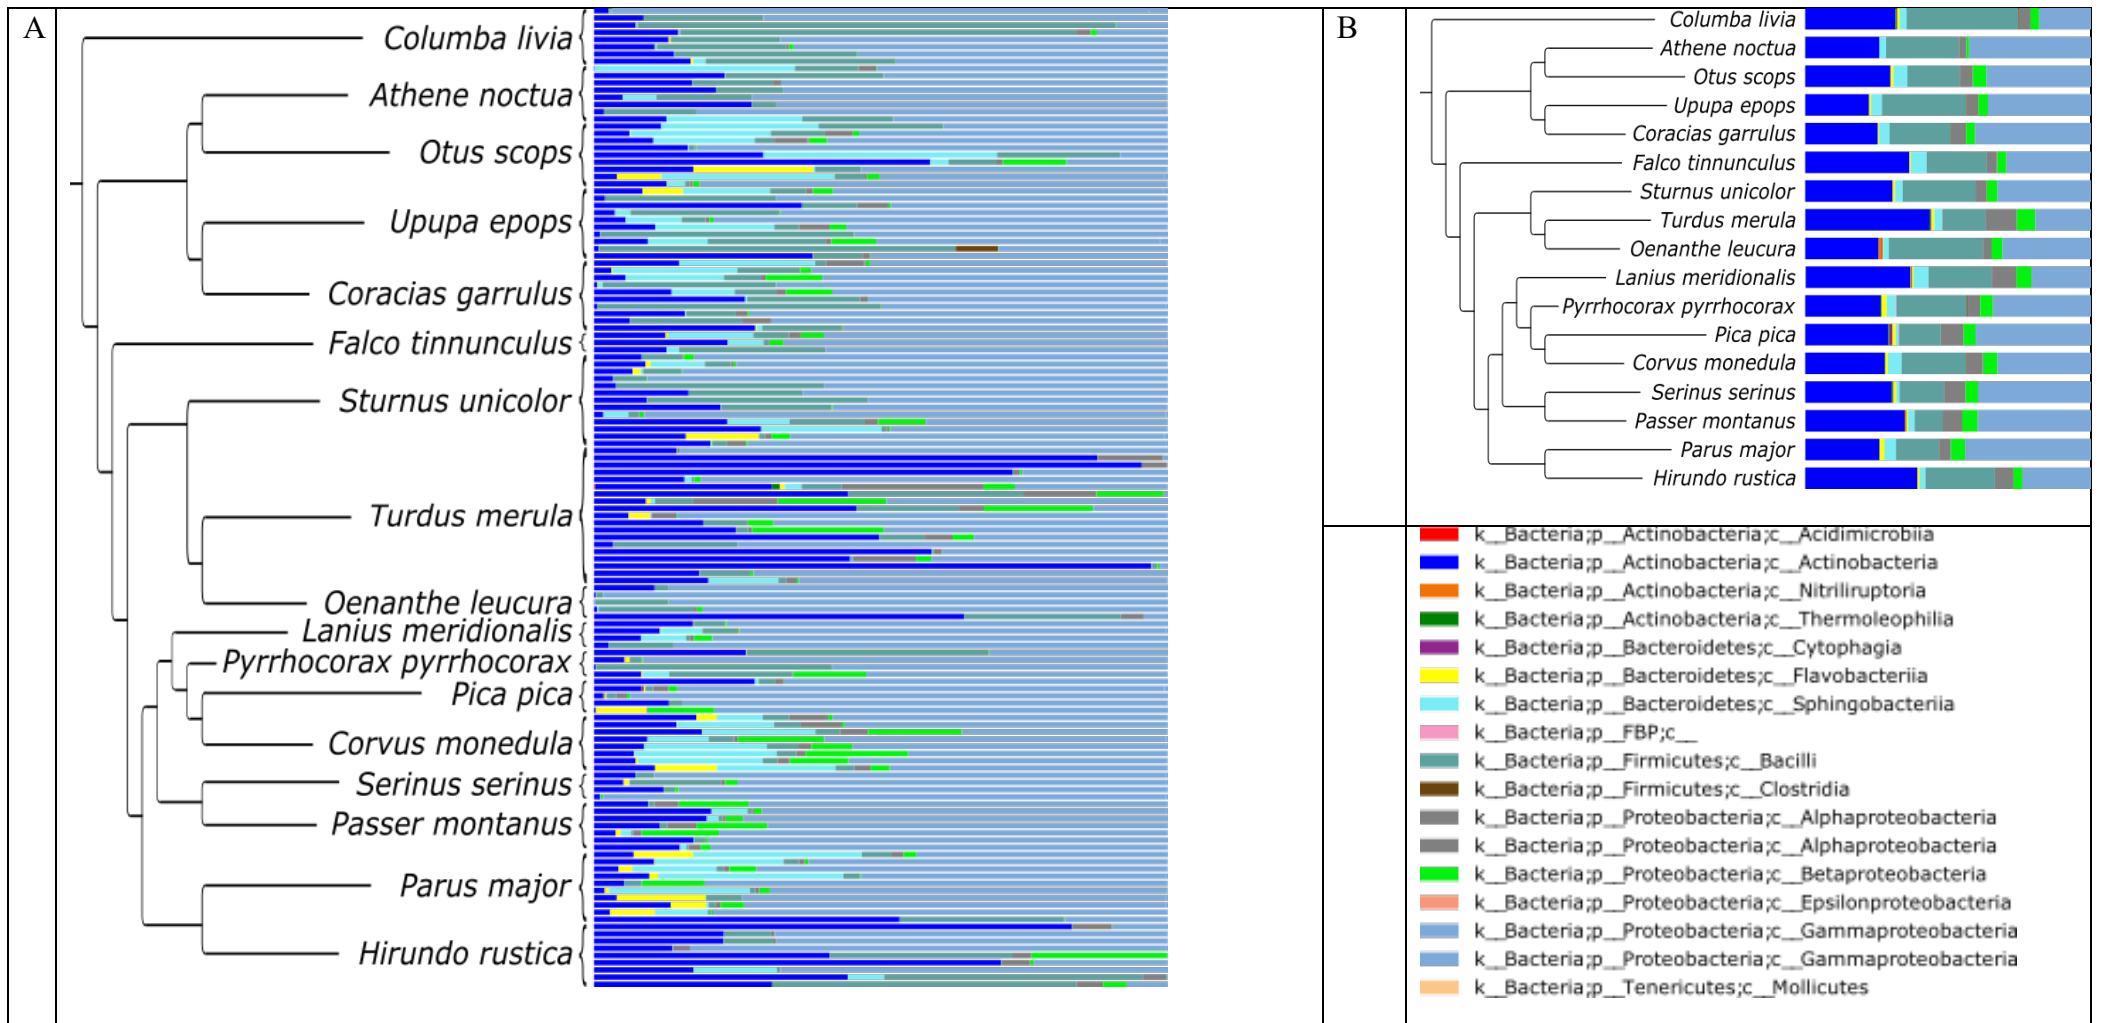 A
Columba livia
Athene noctua
Otus scops
Upupa epops
Coracias garrulus
Falco tinnunculus
Sturnus unicolor
Turdus merula
Oenanthe leucura
Lanius meridionalis
Pyrrhocorax pyrrhocorax
Pica pica
Corvus monedula
Serinus serinus
Passer montanus
Parus major
Hirundo rustica
B
Columba livia
Athene noctua
Otus scops
Upupa epops
Coracias garrulus
Falco tinnunculus
Sturnus unicolor
Turdus merula
Oenanthe leucura
Lanius meridionalis
Pyrrhocorax pyrrhocorax
Pica pica
Corvus monedula
Serinus serinus
Passer montanus
Parus major
Hirundo rustica
k__Bacteria;p__Actinobacteria;c__Acidimicrobiia
k__Bacteria;p__Actinobacteria;c__Actinobacteria
k__Bacteria;p__Actinobacteria;c__Nitriliruptoria
k__Bacteria;p__Actinobacteria;c__Thermoleophilia
k__Bacteria;p__Bacteroidetes;c__Cytophagia
k__Bacteria;p__Bacteroidetes;c__Flavobacteriia
k__Bacteria;p__Bacteroidetes;c__Sphingobacteriia
k__Bacteria;p__FBP;c__
k__Bacteria;p__Firmicutes;c__Bacilli
k__Bacteria;p__Firmicutes;c__Clostridia
k__Bacteria;p__Proteobacteria;c__Alphaproteobacteria
k__Bacteria;p__Proteobacteria;c__Alphaproteobacteria
k__Bacteria;p__Proteobacteria;c__Betaproteobacteria
k__Bacteria;p__Proteobacteria;c__Epsilonproteobacteria
k__Bacteria;p__Proteobacteria;c__Gammaproteobacteria
k__Bacteria;p__Proteobacteria;c__Gammaproteobacteria
k__Bacteria;p__Tenericutes;c__Mollicutes